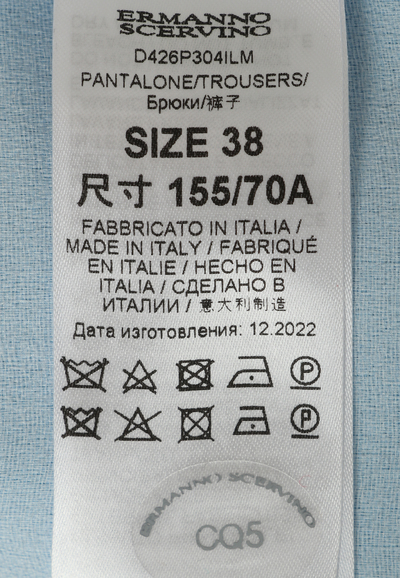 ERMANNO
SCERVINO
D426P304ILM
PANTALONE/TROUSERS/
Брюки/裤子
SIZE 38
尺寸 155/70A
FABBRICATO IN ITALIA /
MADE IN ITALY / FABRIQUÉ
EN ITALIE / HECHO EN
ITALIA / СДЕЛАНО В
ИТАЛИИ / 意大利制造
Дата изготовления: 12.2022
P
P
ERMANNO SCERVINO
CQ5